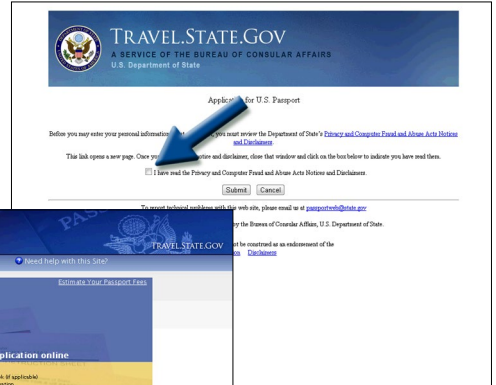 TRAVEL.STATE.GOV
A SERVICE OF THE BUREAU OF CONSULAR AFFAIRS
U.S. Department of State
Application for U.S. Passport
Before you may enter your personal information you must review the Department of State's Privacy and Computer Fraud and Abuse Acts Notices
and Disclaimers.
This link opens a new page. Once you notice and disclaimer, close that window and click on the box below to indicate you have read them.
I have read the Privacy and Computer Fraud and Abuse Acts Notices and Disclaimers.
Submit Cancel
To report technical problems with this web site, please email us at passportweb@state.gov
by the Bureau of Consular Affairs, U.S. Department of State.
not be construed as an endorsement of the
Disclaimers
PASS
TRAVEL.STATE.GOV
Need help with this Site?
Estimate Your Passport Fees
plication online
k (if applicable)